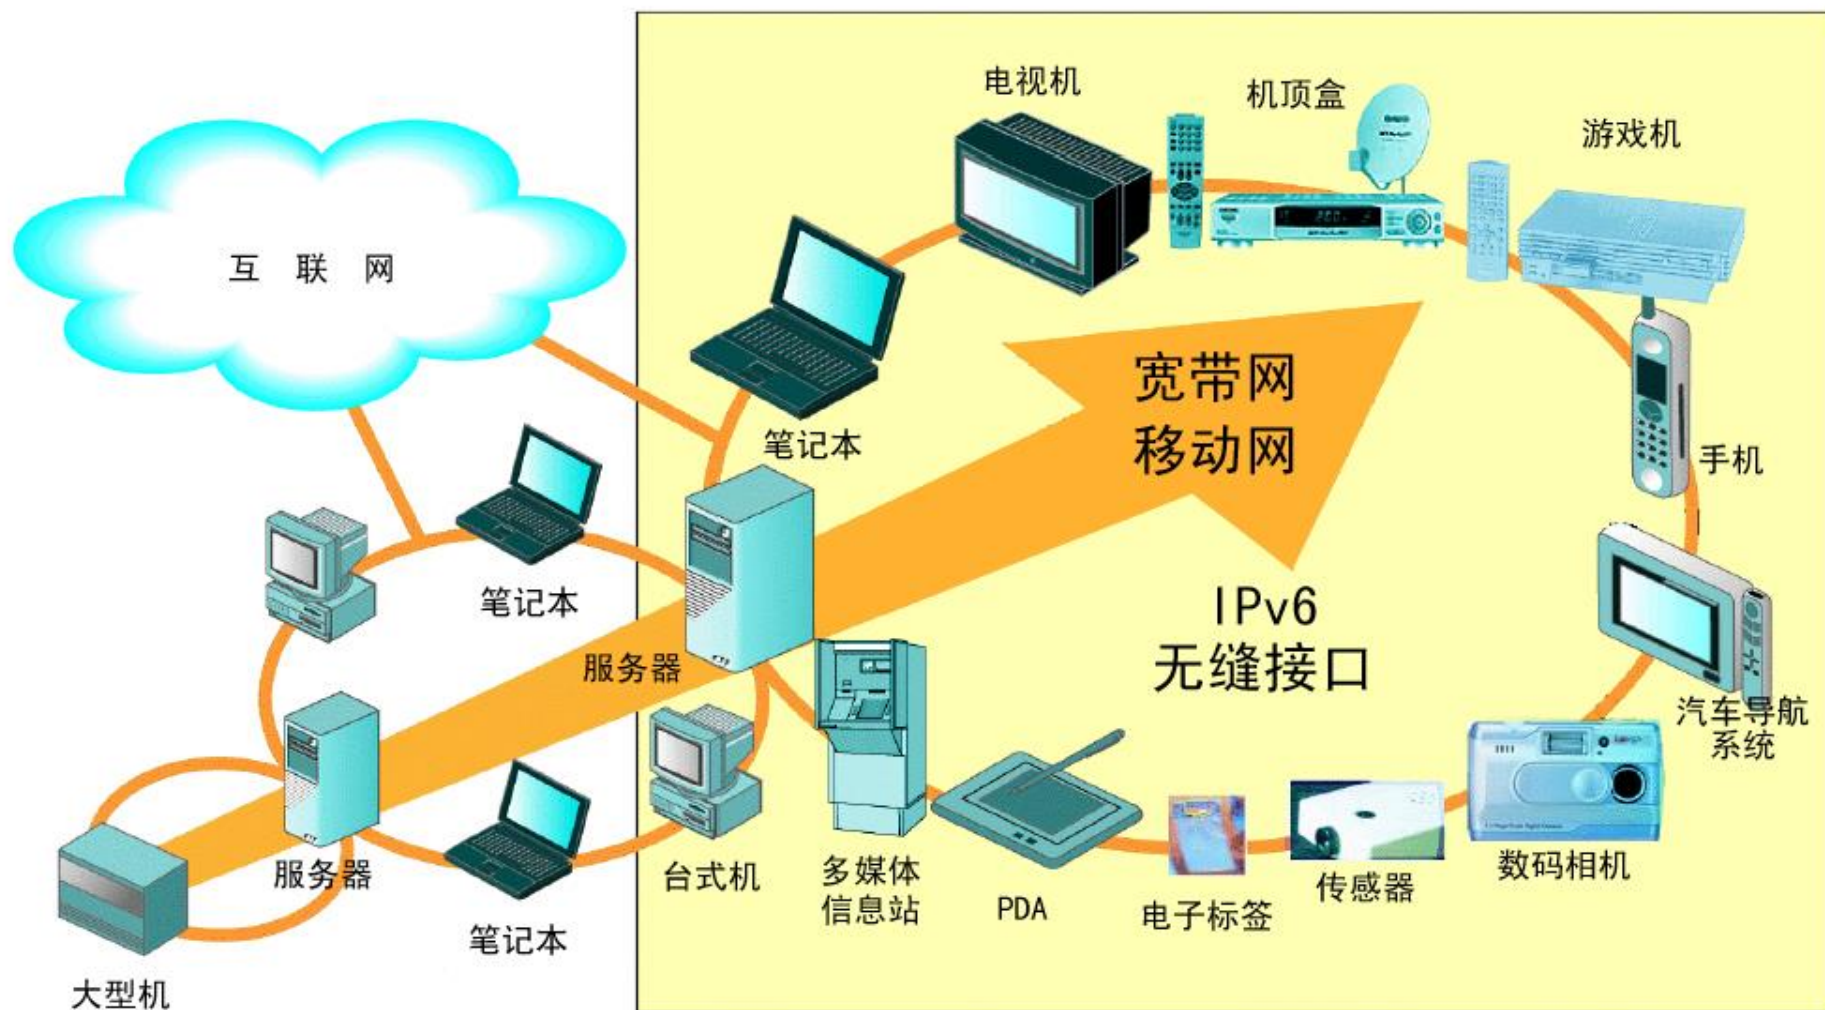 电视机
机顶盒
游戏机
互 联 网
宽带网
移动网
笔记本
手机
笔记本
IPv6
无缝接口
服务器
汽车导航
系统
服务器
台式机
多媒体
信息站
PDA
电子标签
传感器
数码相机
笔记本
大型机